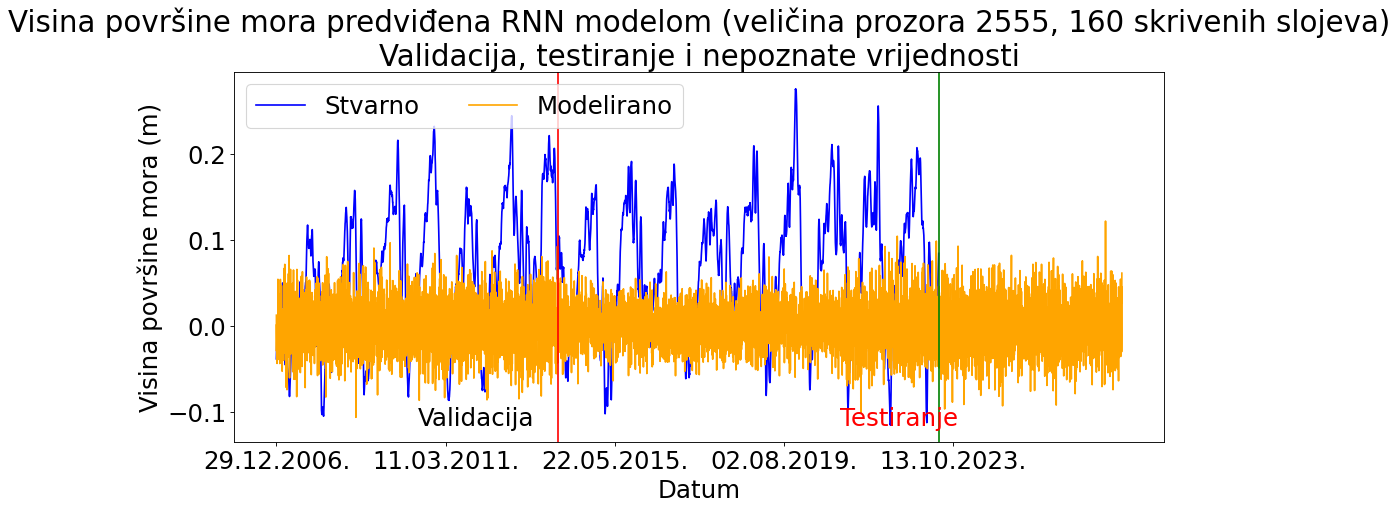 Visina površine mora predviđena RNN modelom (veličina prozora 2555, 160 skrivenih slojeva)
Validacija, testiranje i nepoznate vrijednosti
Stvarno Modelirano
Visina površine mora (m)
0.2
0.1
0.0
−0.1
Validacija Testiranje
29.12.2006. 11.03.2011. 22.05.2015. 02.08.2019. 13.10.2023.
Datum